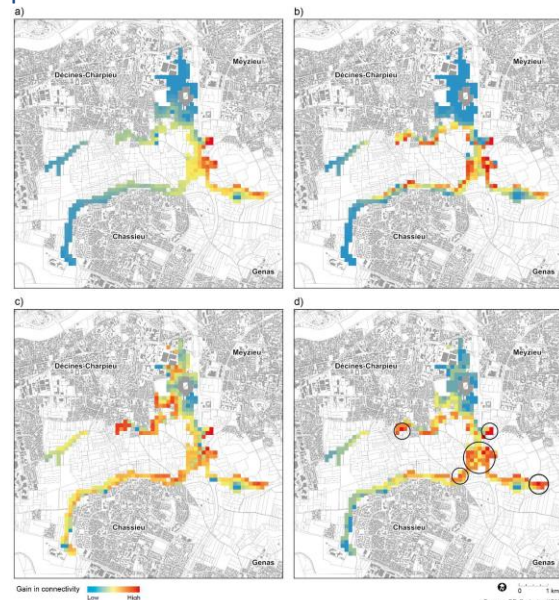 a)
b)
Décines-Charpieu
Meyzieu
Chassieu
Genas
Décines-Charpieu
Meyzieu
Chassieu
Genas
c)
d)
Décines-Charpieu
Meyzieu
Chassieu
Genas
Décines-Charpieu
Meyzieu
Chassieu
Genas
Gain in connectivity
Low
High
0 1 km